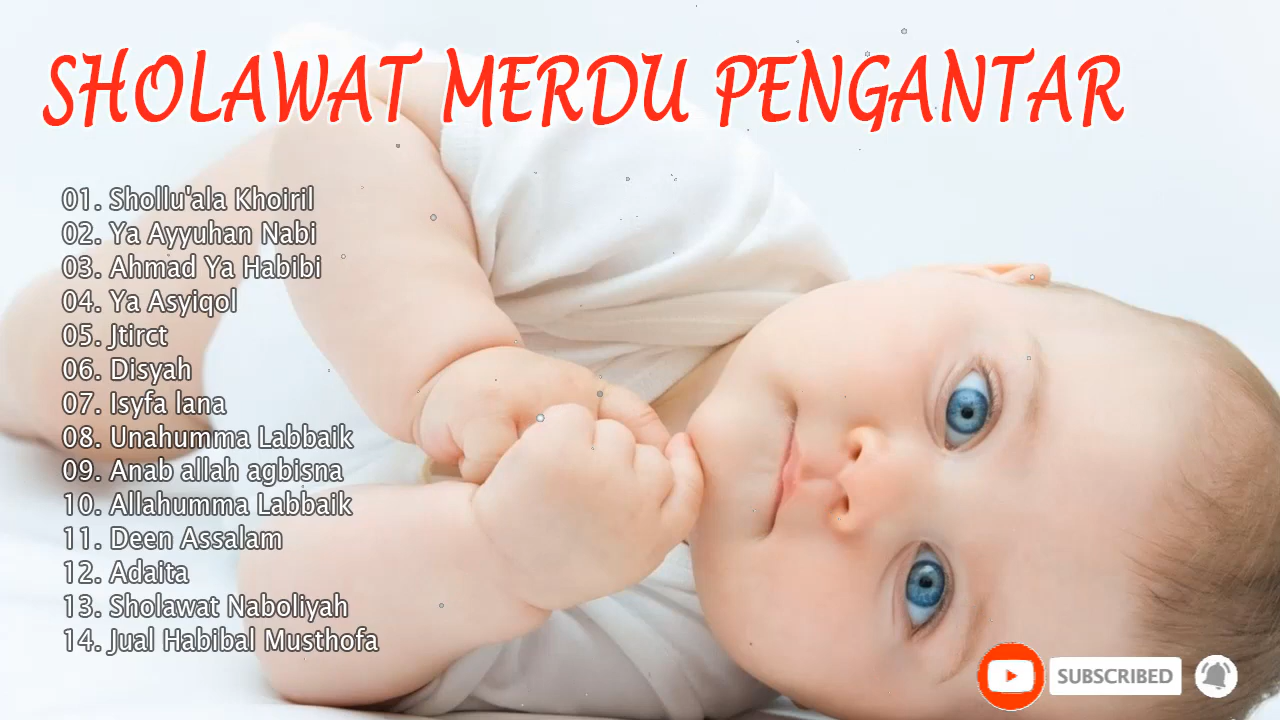 SHOLAWAT MERDU PENGANTAR
01. Shollu'ala Khoiril
02. Ya Ayyuhan Nabi
03. Ahmad Ya Habibi
04. Ya Asyiqol
05. Jtirct
06. Disyah
07. Isyfa lana
08. Unahumma Labbaik
09. Anab allah agbisna
10. Allahumma Labbaik
11. Deen Assalam
12. Adaita
13. Sholawat Naboliyah
14. Jual Habibal Musthofa
SUBSCRIBED